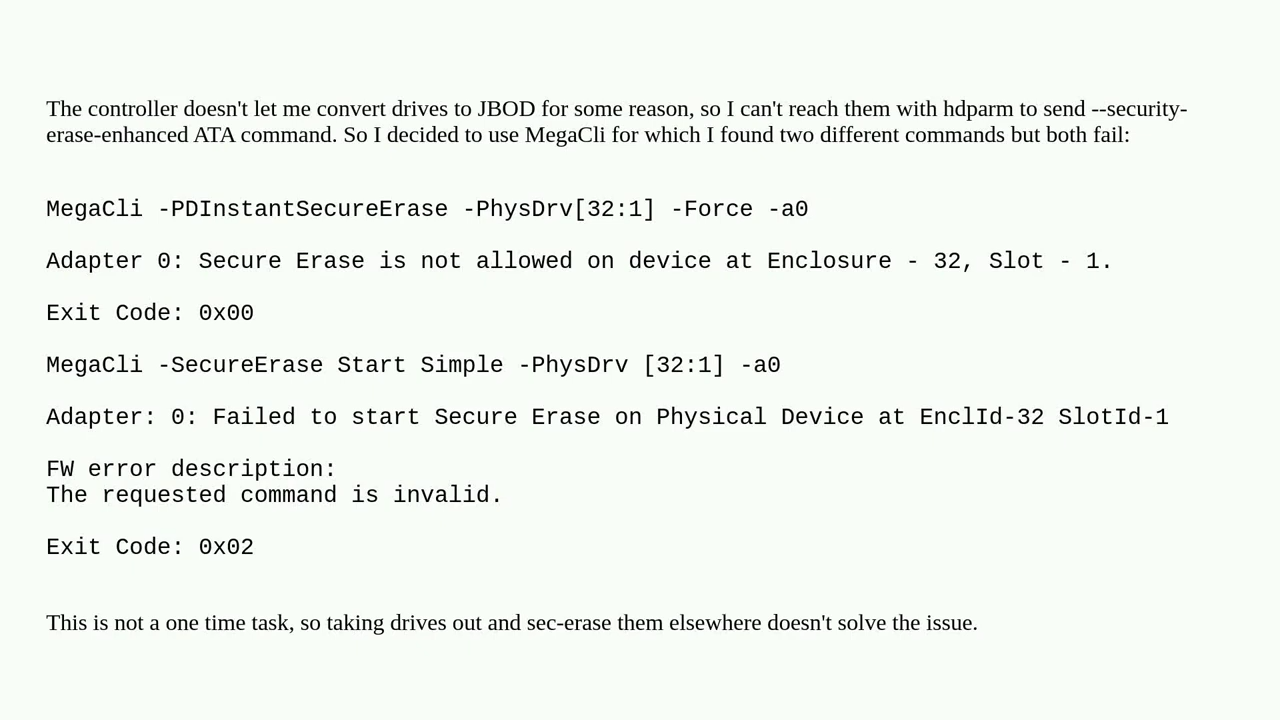 The controller doesn't let me convert drives to JBOD for some reason, so I can't reach them with hdparm to send --security-
erase-enhanced ATA command. So I decided to use MegaCli for which I found two different commands but both fail:
MegaCli -PDInstantSecureErase -PhysDrv[32:1] -Force -a0
Adapter 0: Secure Erase is not allowed on device at Enclosure - 32, Slot - 1.
Exit Code: 0x00
MegaCli -SecureErase Start Simple -PhysDrv [32:1] -a0
Adapter: 0: Failed to start Secure Erase on Physical Device at EnclId-32 SlotId-1
FW error description:
The requested command is invalid.
Exit Code: 0x02
This is not a one time task, so taking drives out and sec-erase them elsewhere doesn't solve the issue.